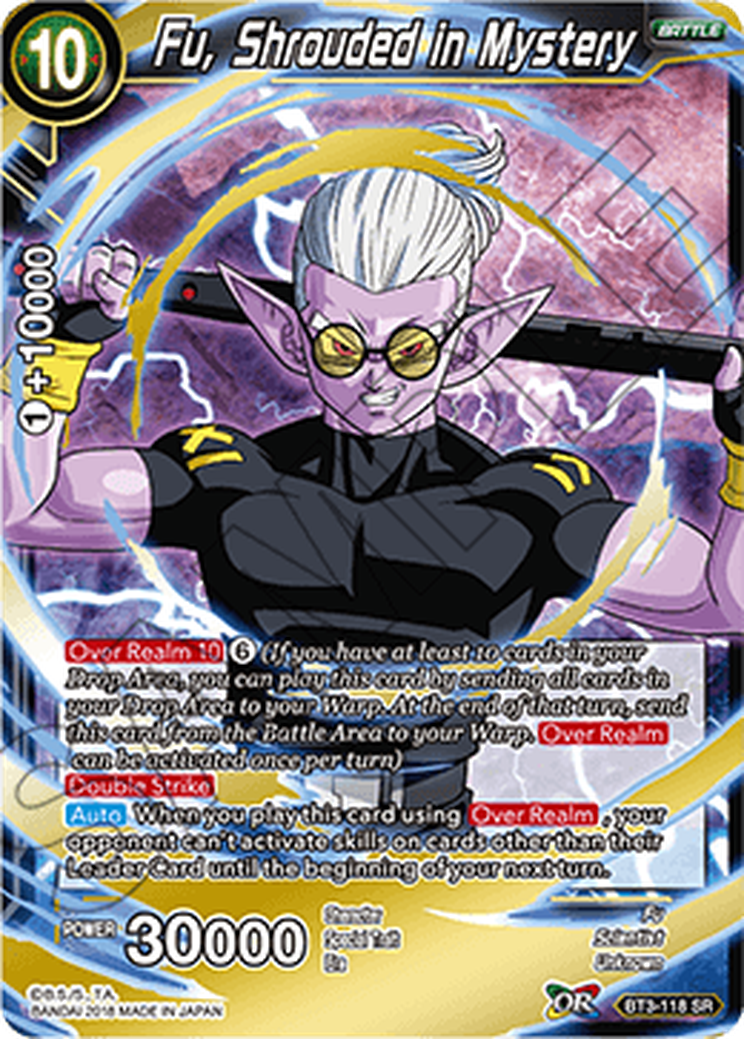 10
Fu, Shrouded in Mystery
BATTLE
1 +10000
Over Realm 10 6 (If you have at least 10 cards in your
Drop Area, you can play this card by sending all cards in
your Drop Area to your Warp. At the end of that turn, send
this card from the Battle Area to your Warp. Over Realm
can be activated once per turn)
Double Strike
Auto When you play this card using Over Realm , your
opponent can't activate skills on cards other than their
Leader Card until the beginning of your next turn.
POWER 30000
Character Fu
Special Trait Scientist
Era Unknown
©B.S./S., T.A.
BANDAI 2018 MADE IN JAPAN
OR BT3-118 SR